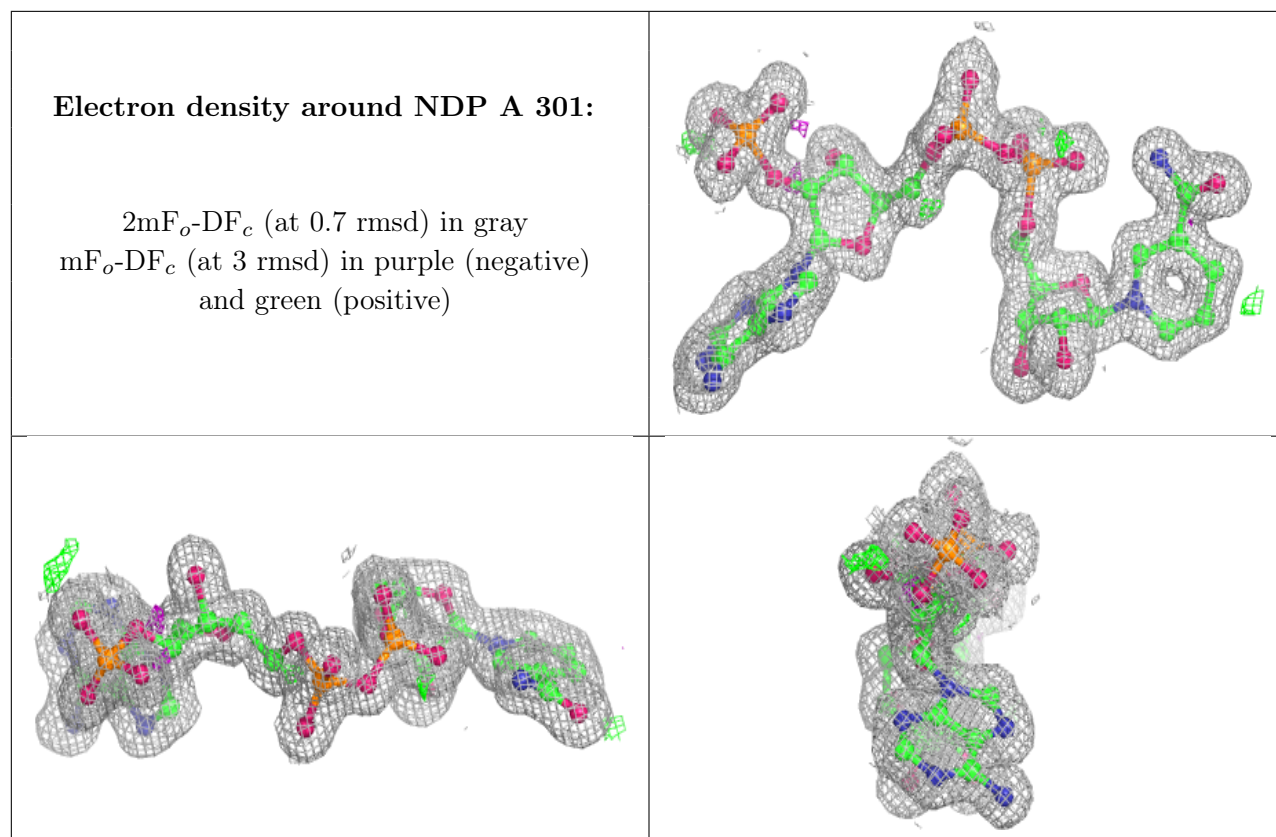 Electron density around NDP A 301:
2mFo-DFc (at 0.7 rmsd) in gray
mFo-DFc (at 3 rmsd) in purple (negative)
and green (positive)